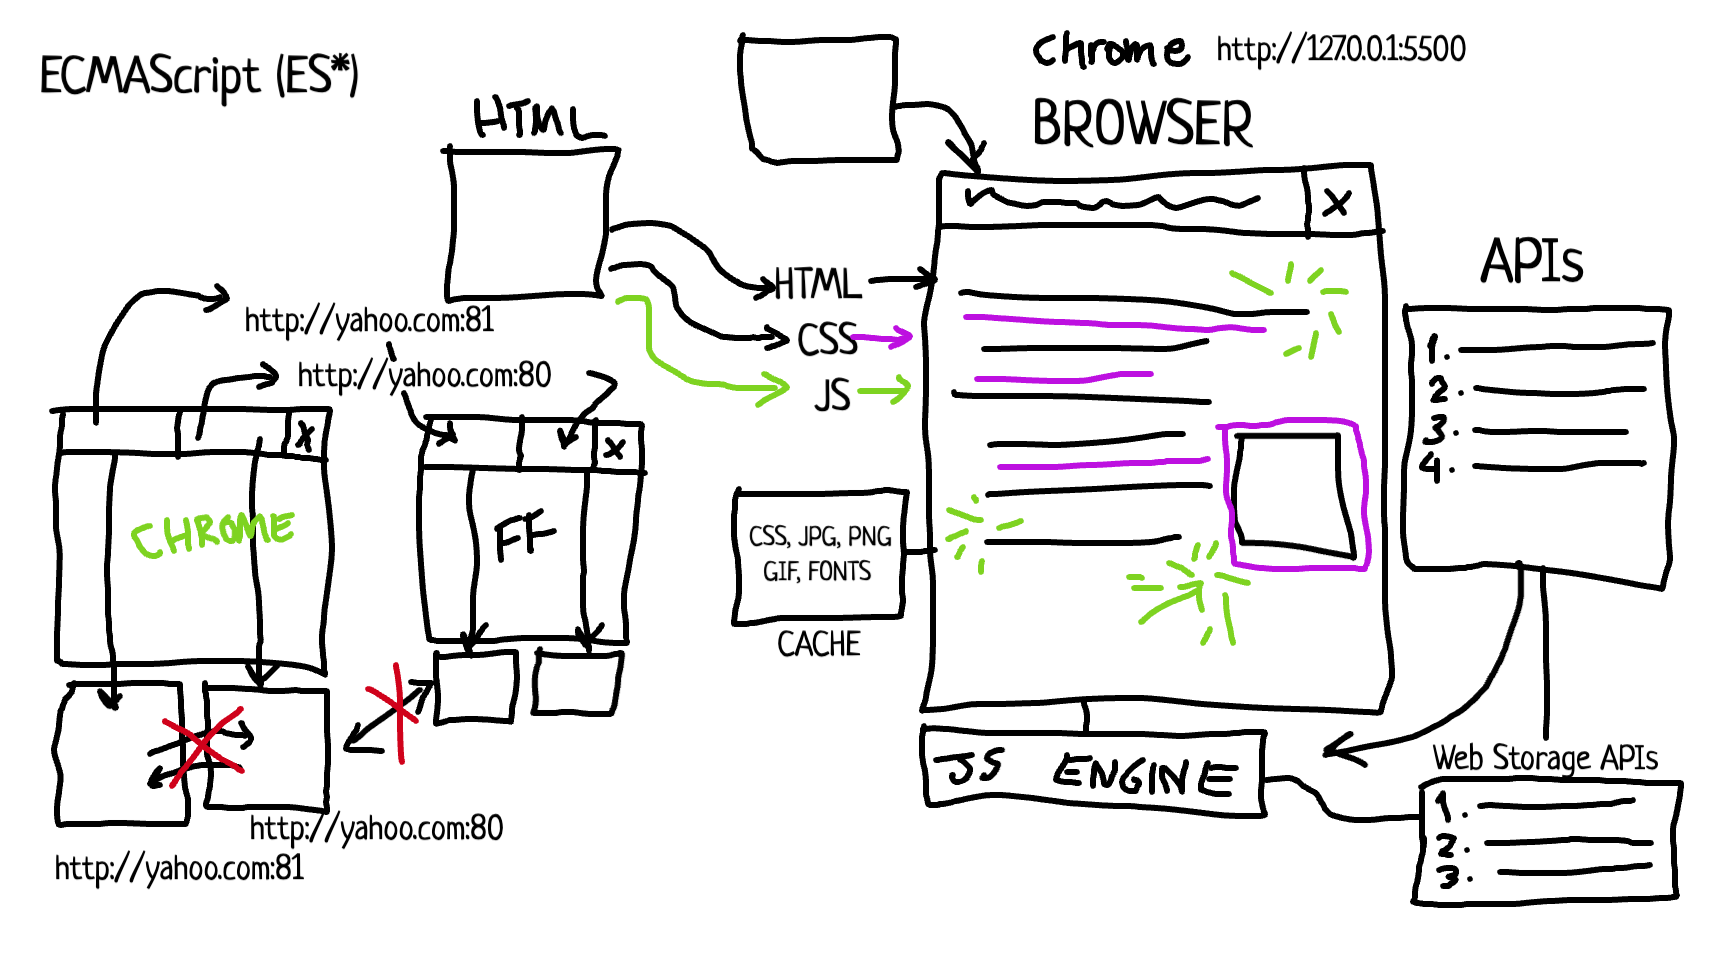 ECMAScript (ES*)
HTML
chrome http://127.0.0.1:5500
BROWSER
X
HTML
CSS
JS
APIs
1.
2.
3.
4.
http://yahoo.com:81
http://yahoo.com:80
X
CHROME
X
FF
CSS, JPG, PNG
GIF, FONTS
CACHE
JS ENGINE
Web Storage APIs
1.
2.
3.
http://yahoo.com:80
http://yahoo.com:81